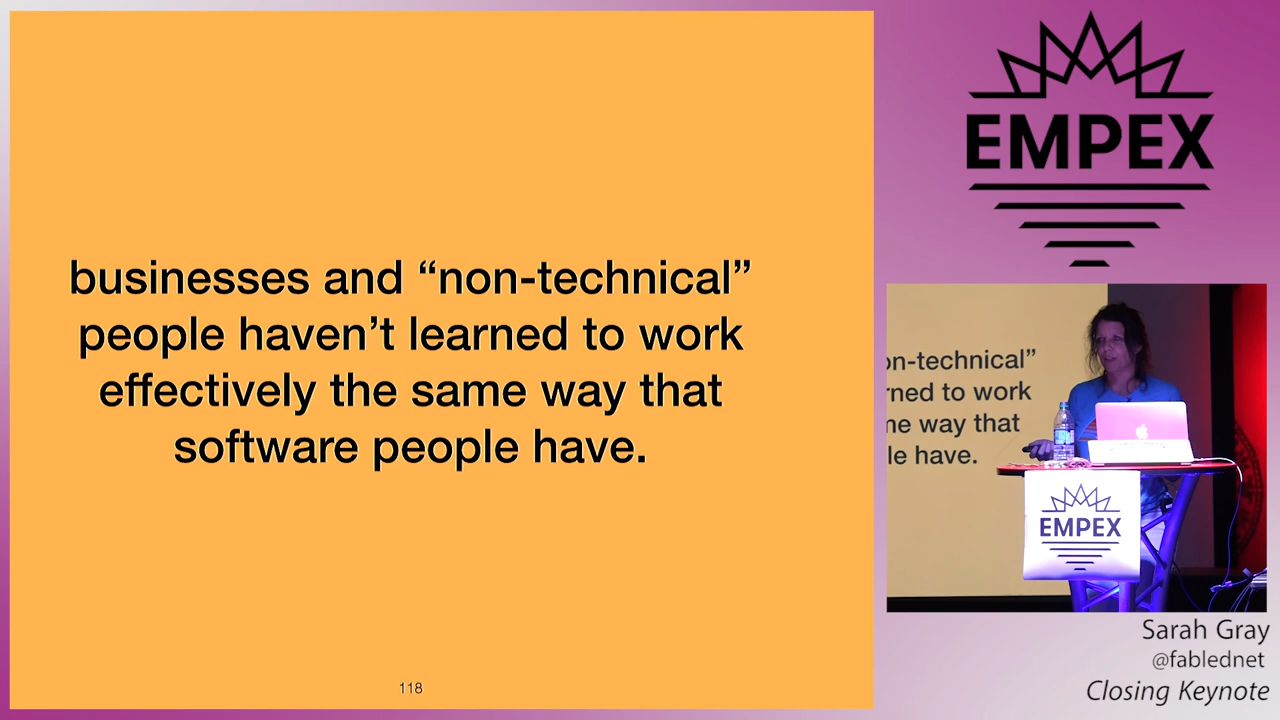 businesses and “non-technical”
people haven’t learned to work
effectively the same way that
software people have.
118
EMPEX
on-technical”
rned to work
ne way that
le have.
EMPEX
Sarah Gray
@fablednet
Closing Keynote